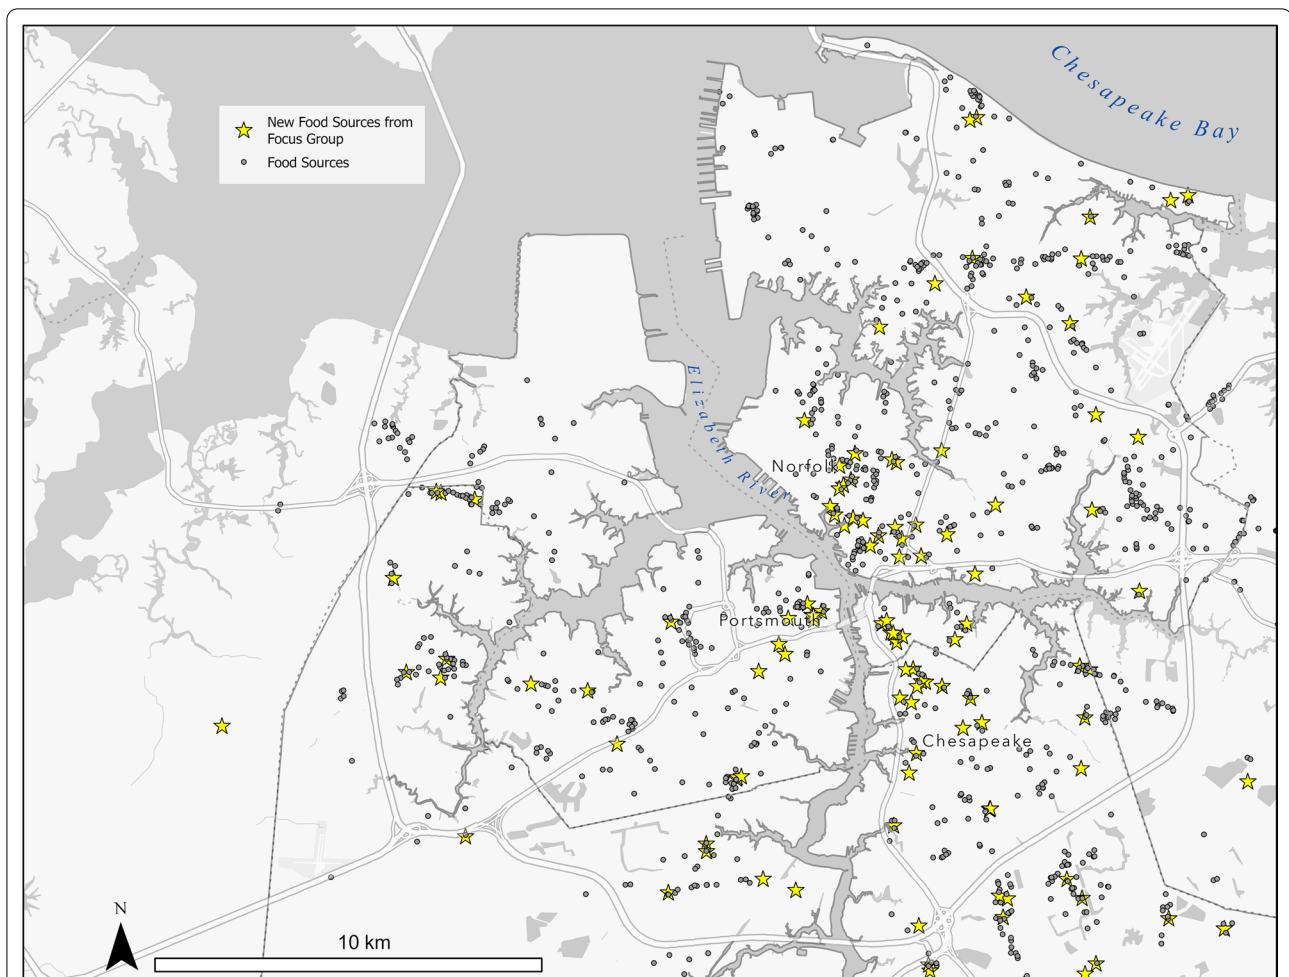 Chesapeake Bay
New Food Sources from
Focus Group
Food Sources
Elizabeth River
Norfolk
Portsmouth
Chesapeake
N
10 km